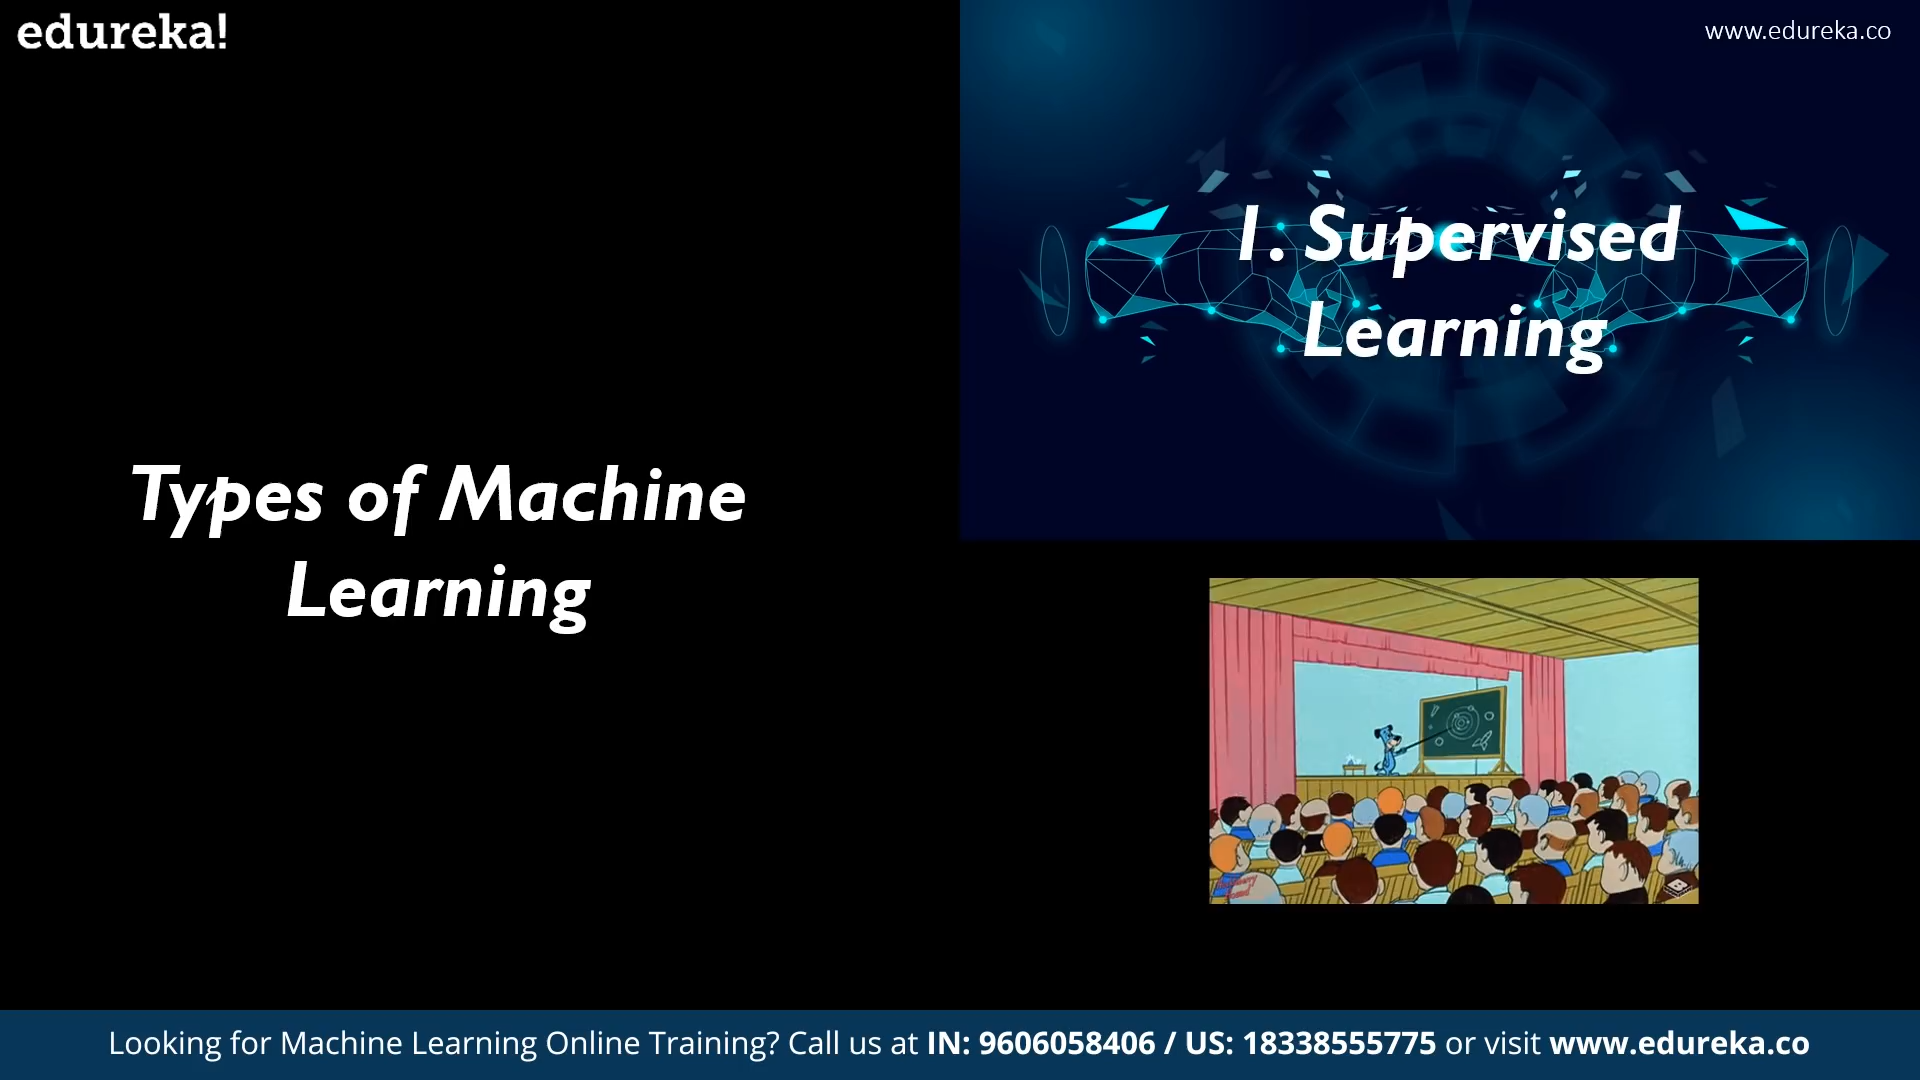 edureka!
www.edureka.co
1. Supervised
Learning
Types of Machine
Learning
Looking for Machine Learning Online Training? Call us at IN: 9606058406 / US: 18338555775 or visit www.edureka.co